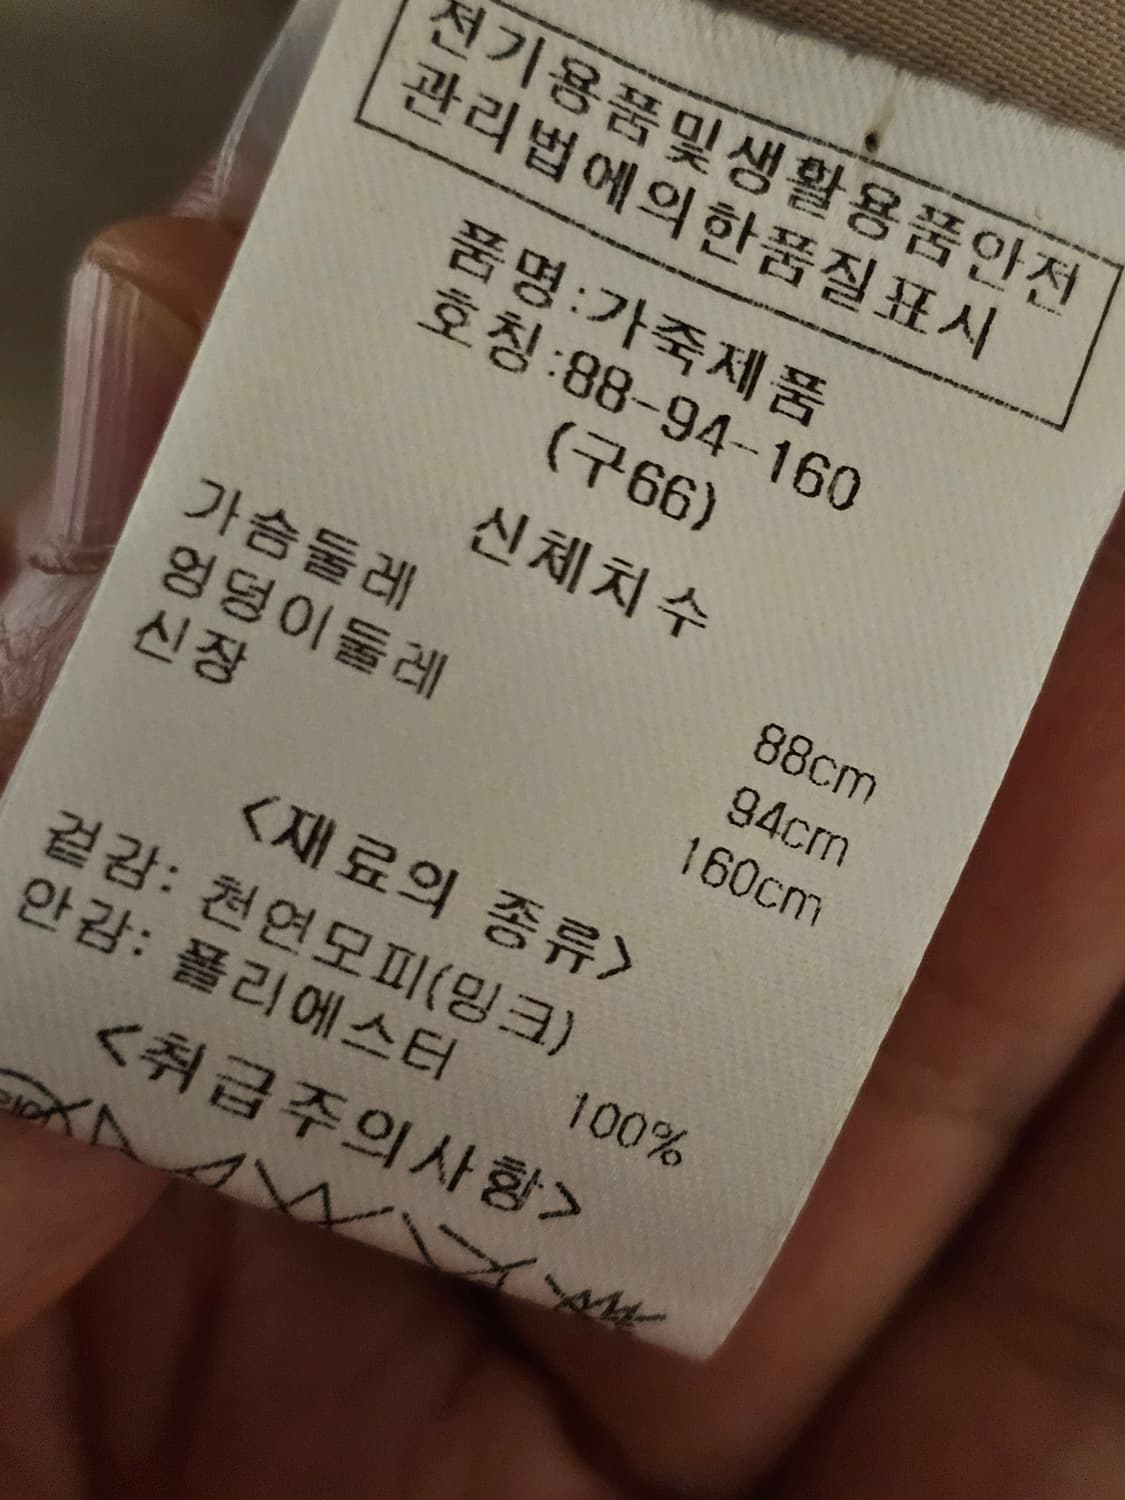 전기용품및생활용품안전
관리법에의한품질표시
품명:가죽제품
호칭:88-94-160
(구66)
신체치수
가슴둘레 88cm
엉덩이둘레 94cm
신장 160cm
<재료의 종류>
겉감: 천연모피(밍크)
안감: 폴리에스터 100%
<취급주의사항>